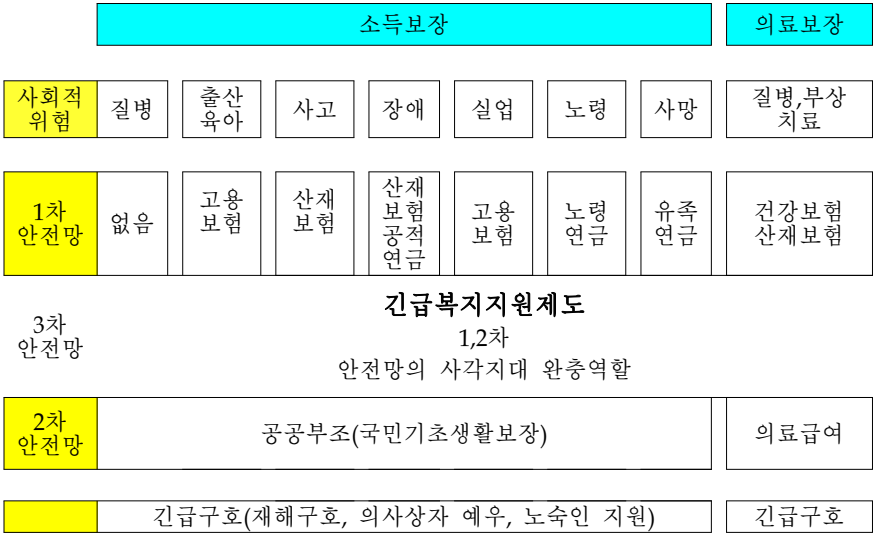 소득보장
의료보장
사회적
위험
질병
출산
육아
사고
장애
실업
노령
사망
질병,부상
치료
1차
안전망
없음
고용
보험
산재
보험
산재
보험
공적
연금
고용
보험
노령
연금
유족
연금
건강보험
산재보험
3차
안전망
긴급복지지원제도
1,2차
안전망의 사각지대 완충역할
2차
안전망
공공부조(국민기초생활보장)
의료급여
긴급구호(재해구호, 의사상자 예우, 노숙인 지원)
긴급구호